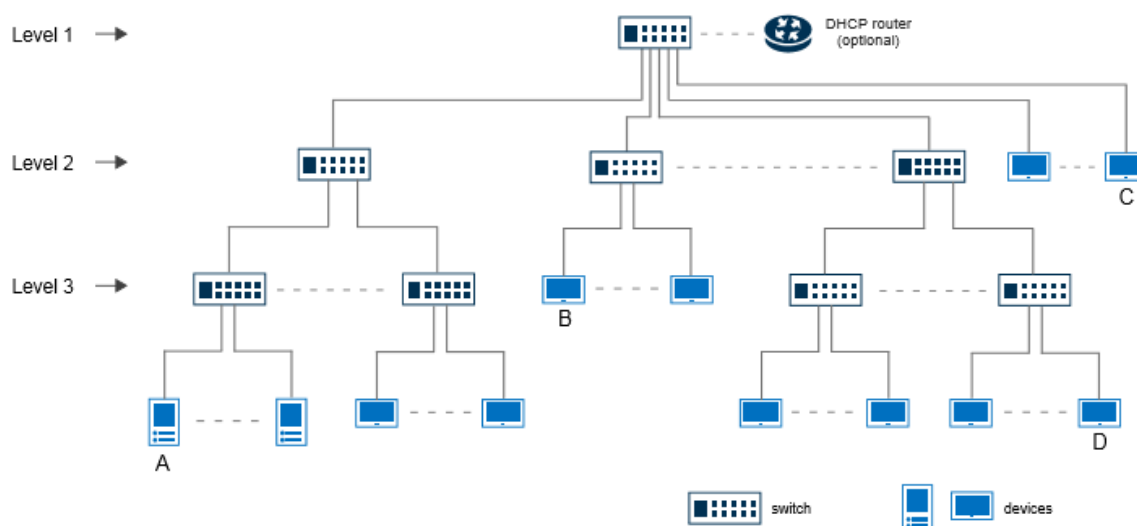 Level 1
DHCP router
(optional)
Level 2
C
Level 3
B
A
D
switch
devices